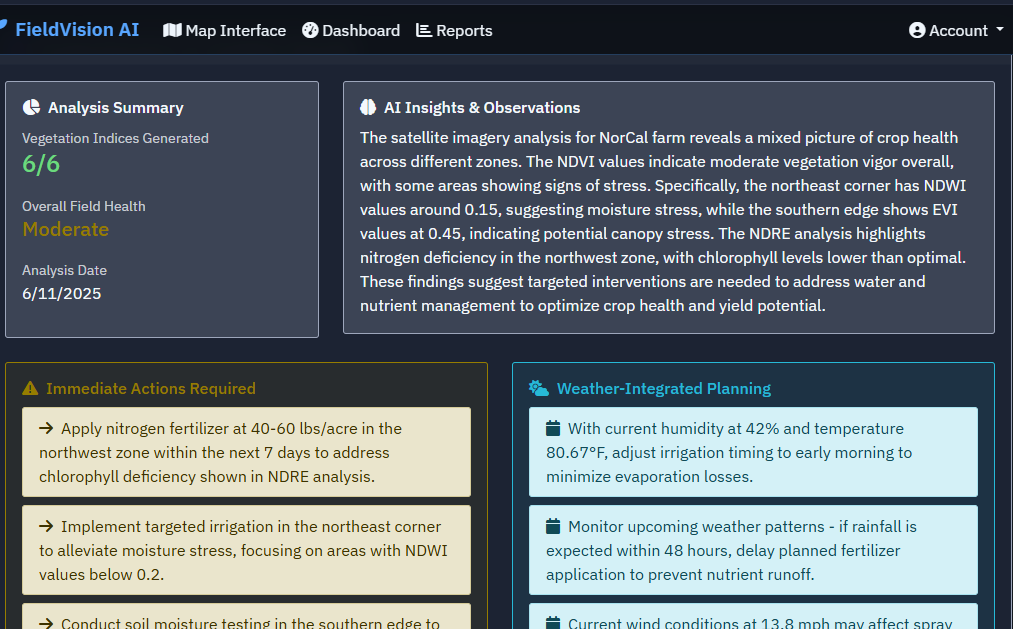 FieldVision AI Map Interface Dashboard Reports Account
Analysis Summary
Vegetation Indices Generated
6/6
Overall Field Health
Moderate
Analysis Date
6/11/2025
AI Insights & Observations
The satellite imagery analysis for NorCal farm reveals a mixed picture of crop health
across different zones. The NDVI values indicate moderate vegetation vigor overall,
with some areas showing signs of stress. Specifically, the northeast corner has NDWI
values around 0.15, suggesting moisture stress, while the southern edge shows EVI
values at 0.45, indicating potential canopy stress. The NDRE analysis highlights
nitrogen deficiency in the northwest zone, with chlorophyll levels lower than optimal.
These findings suggest targeted interventions are needed to address water and
nutrient management to optimize crop health and yield potential.
Immediate Actions Required
→ Apply nitrogen fertilizer at 40-60 lbs/acre in the
northwest zone within the next 7 days to address
chlorophyll deficiency shown in NDRE analysis.
→ Implement targeted irrigation in the northeast corner
to alleviate moisture stress, focusing on areas with NDWI
values below 0.2.
→ Conduct soil moisture testing in the southern edge to
Weather-Integrated Planning
With current humidity at 42% and temperature
80.67°F, adjust irrigation timing to early morning to
minimize evaporation losses.
Monitor upcoming weather patterns - if rainfall is
expected within 48 hours, delay planned fertilizer
application to prevent nutrient runoff.
Current wind conditions at 13.8 mph may affect spray